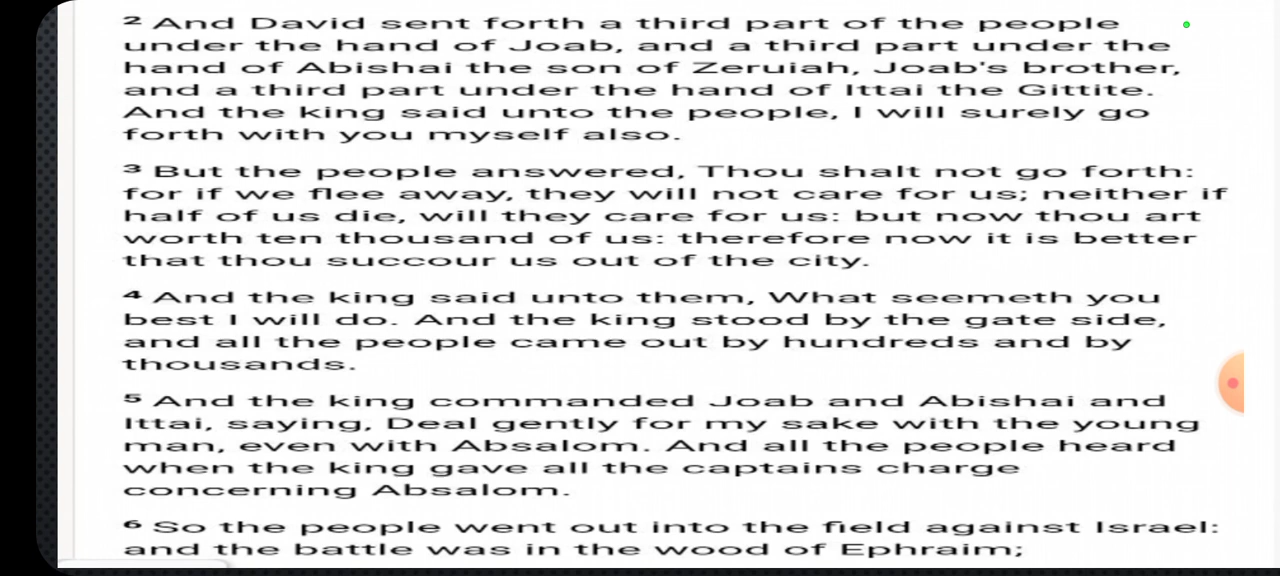 2 And David sent forth a third part of the people
under the hand of Joab, and a third part under the
hand of Abishai the son of Zeruiah, Joab's brother,
and a third part under the hand of Ittai the Gittite.
And the king said unto the people, I will surely go
forth with you myself also.
3 But the people answered, Thou shalt not go forth:
for if we flee away, they will not care for us; neither if
half of us die, will they care for us: but now thou art
worth ten thousand of us: therefore now it is better
that thou succour us out of the city.
4 And the king said unto them, What seemeth you
best I will do. And the king stood by the gate side,
and all the people came out by hundreds and by
thousands.
5 And the king commanded Joab and Abishai and
Ittai, saying, Deal gently for my sake with the young
man, even with Absalom. And all the people heard
when the king gave all the captains charge
concerning Absalom.
6 So the people went out into the field against Israel:
and the battle was in the wood of Ephraim;